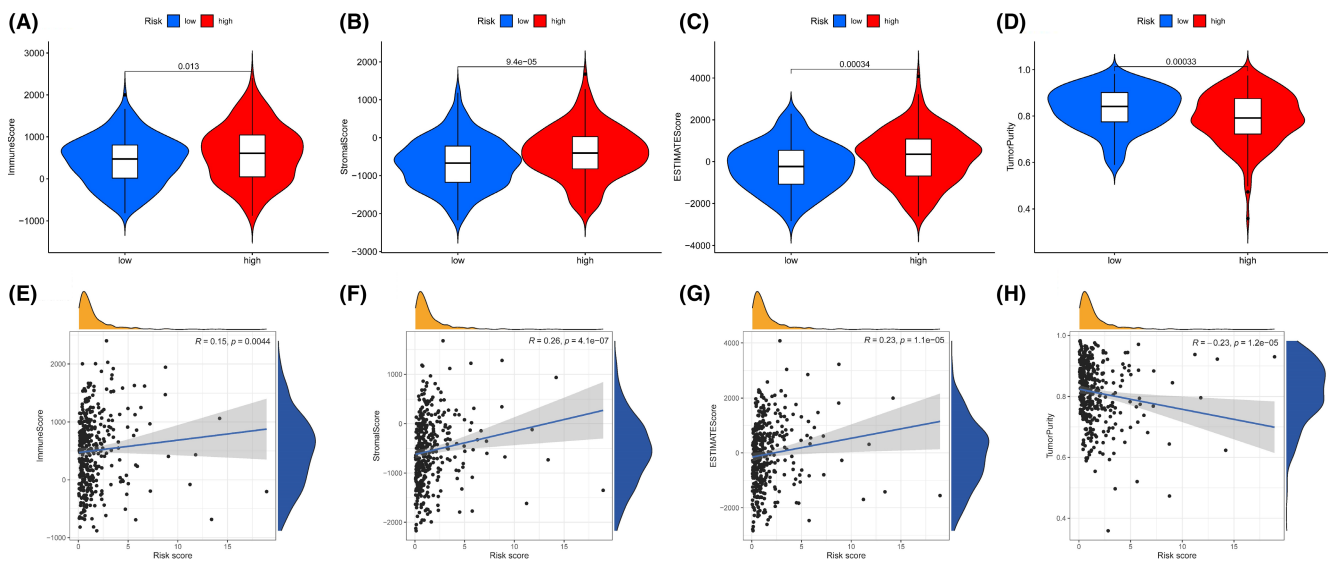 (A)
Risk low high
ImmuneScore
3000
2000
1000
0
−1000
0.013
low high
(B)
Risk low high
StromalScore
2000
1000
0
−1000
−2000
−3000
9.4e−05
low high
(C)
Risk low high
ESTIMATEScore
4000
2000
0
−2000
−4000
0.00034
low high
(D)
Risk low high
TumorPurity
1.0
0.8
0.6
0.4
0.00033
low high
(E)
R = 0.15, p = 0.0044
ImmuneScore
2000
1000
0
−1000
0 5 10 15
Risk score
(F)
R = 0.26, p = 4.1e−07
StromalScore
1000
0
−1000
−2000
0 5 10 15
Risk score
(G)
R = 0.23, p = 1.1e−05
ESTIMATEScore
4000
2000
0
−2000
0 5 10 15
Risk score
(H)
R = −0.23, p = 1.2e−05
TumorPurity
1.0
0.8
0.6
0.4
0 5 10 15
Risk score